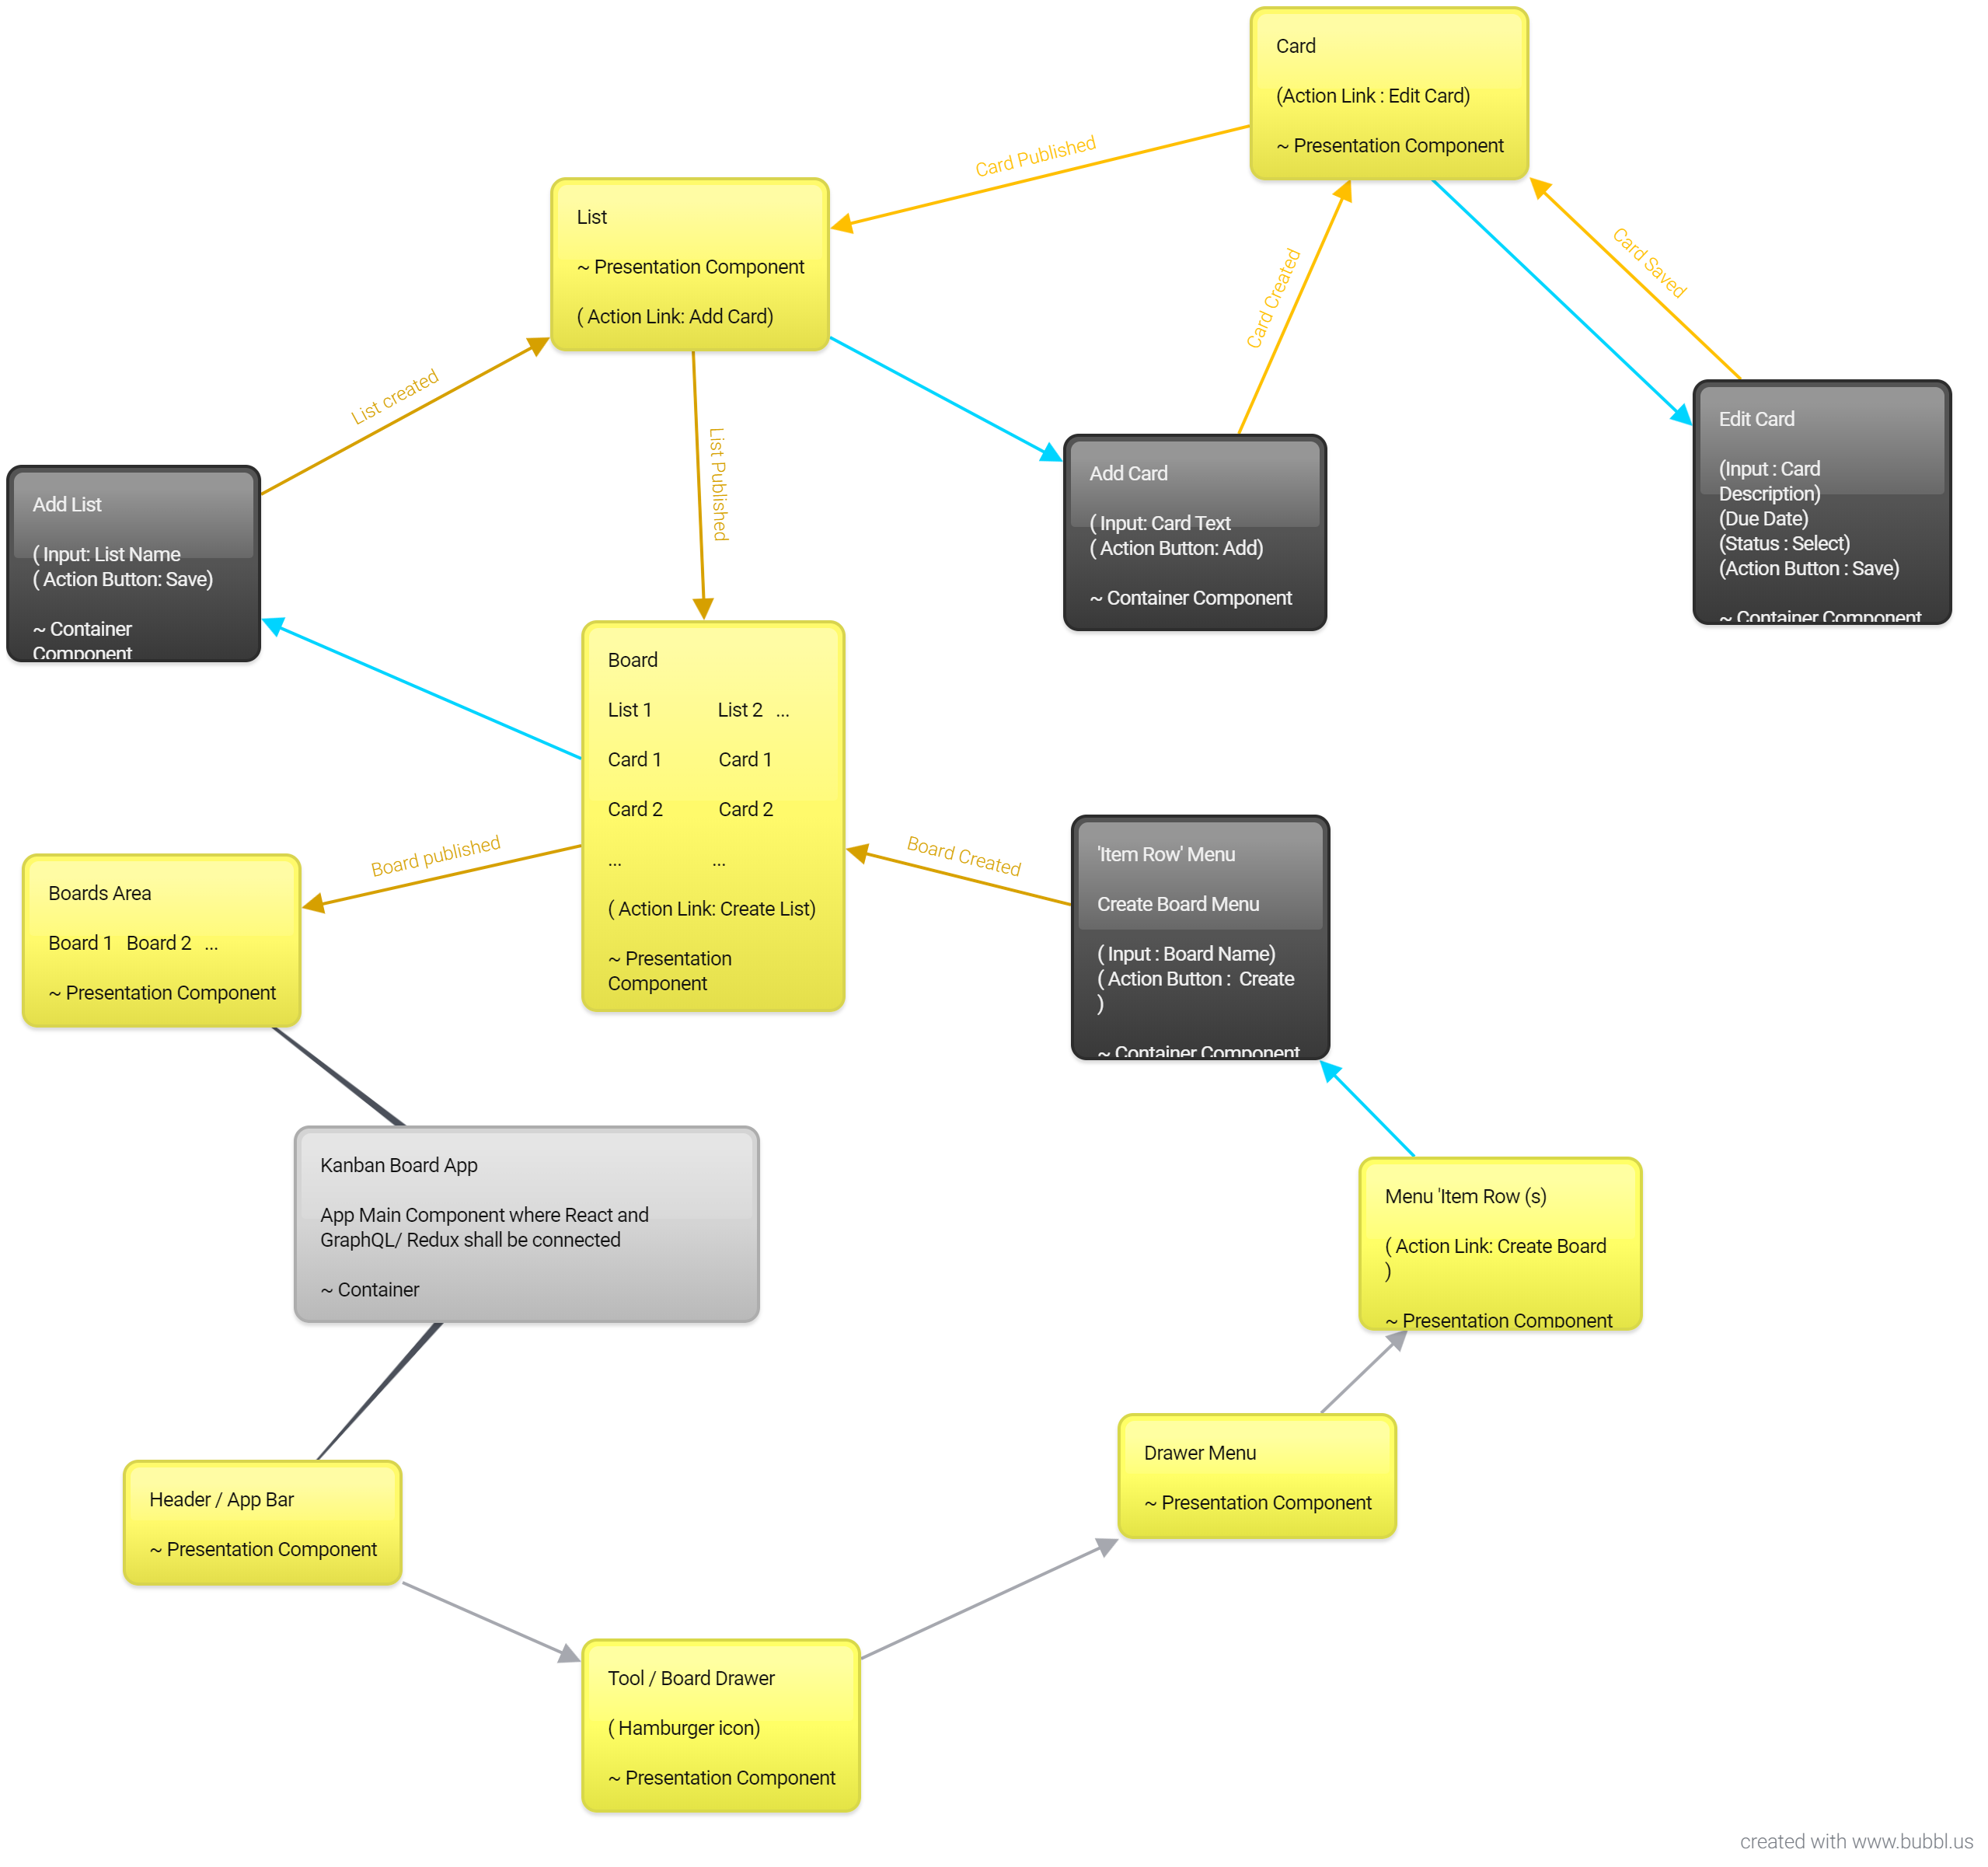 Card
(Action Link : Edit Card)
~ Presentation Component
Card Published
List
~ Presentation Component
( Action Link: Add Card)
Card Created
Card Saved
List created
List Published
Add List
( Input: List Name
( Action Button: Save)
~ Container
Component
Add Card
( Input: Card Text
( Action Button: Add)
~ Container Component
Edit Card
(Input : Card
Description)
(Due Date)
(Status : Select)
(Action Button : Save)
~ Container Component
Board
List 1 List 2 ...
Card 1 Card 1
Card 2 Card 2
... ...
( Action Link: Create List)
~ Presentation
Component
Board published
Board Created
Boards Area
Board 1 Board 2 ...
~ Presentation Component
'Item Row' Menu
Create Board Menu
( Input : Board Name)
( Action Button : Create
)
~ Container Component
Kanban Board App
App Main Component where React and
GraphQL/ Redux shall be connected
~ Container
Menu 'Item Row (s)
( Action Link: Create Board
)
~ Presentation Component
Drawer Menu
~ Presentation Component
Header / App Bar
~ Presentation Component
Tool / Board Drawer
( Hamburger icon)
~ Presentation Component
created with www.bubbl.us